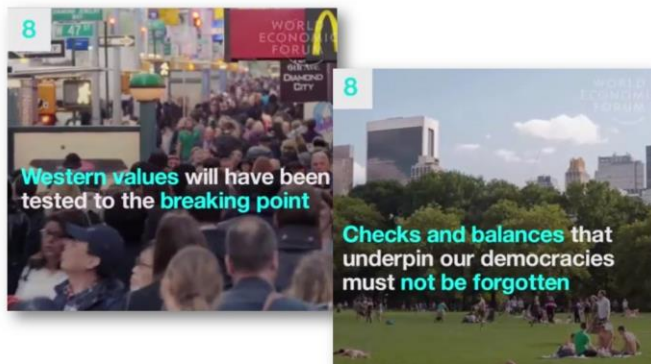 8
W 47 ST
WORLD
ECONOMIC
FORUM
DIAMOND
CITY
Western values will have been
tested to the breaking point
8
WORLD
ECONOMIC
FORUM
Checks and balances that
underpin our democracies
must not be forgotten